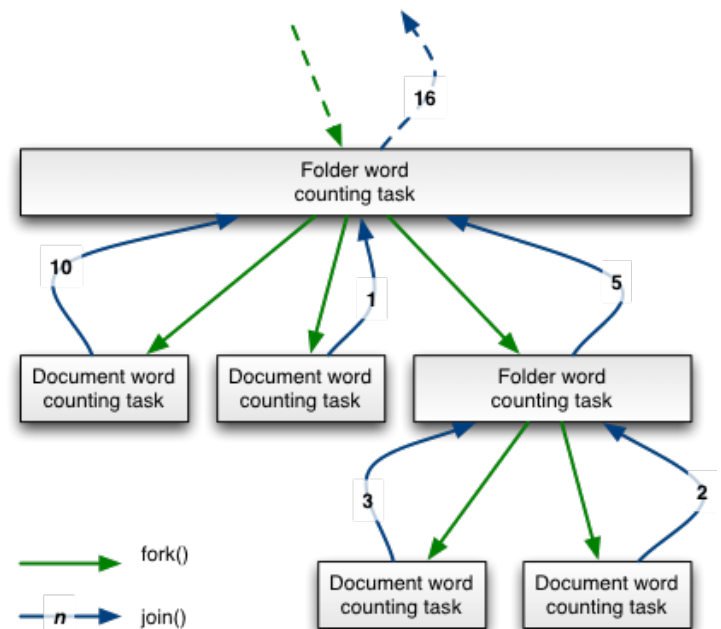 16
Folder word
counting task
10
1
5
Document word
counting task
Document word
counting task
Folder word
counting task
3
2
fork()
Document word
counting task
Document word
counting task
n
join()